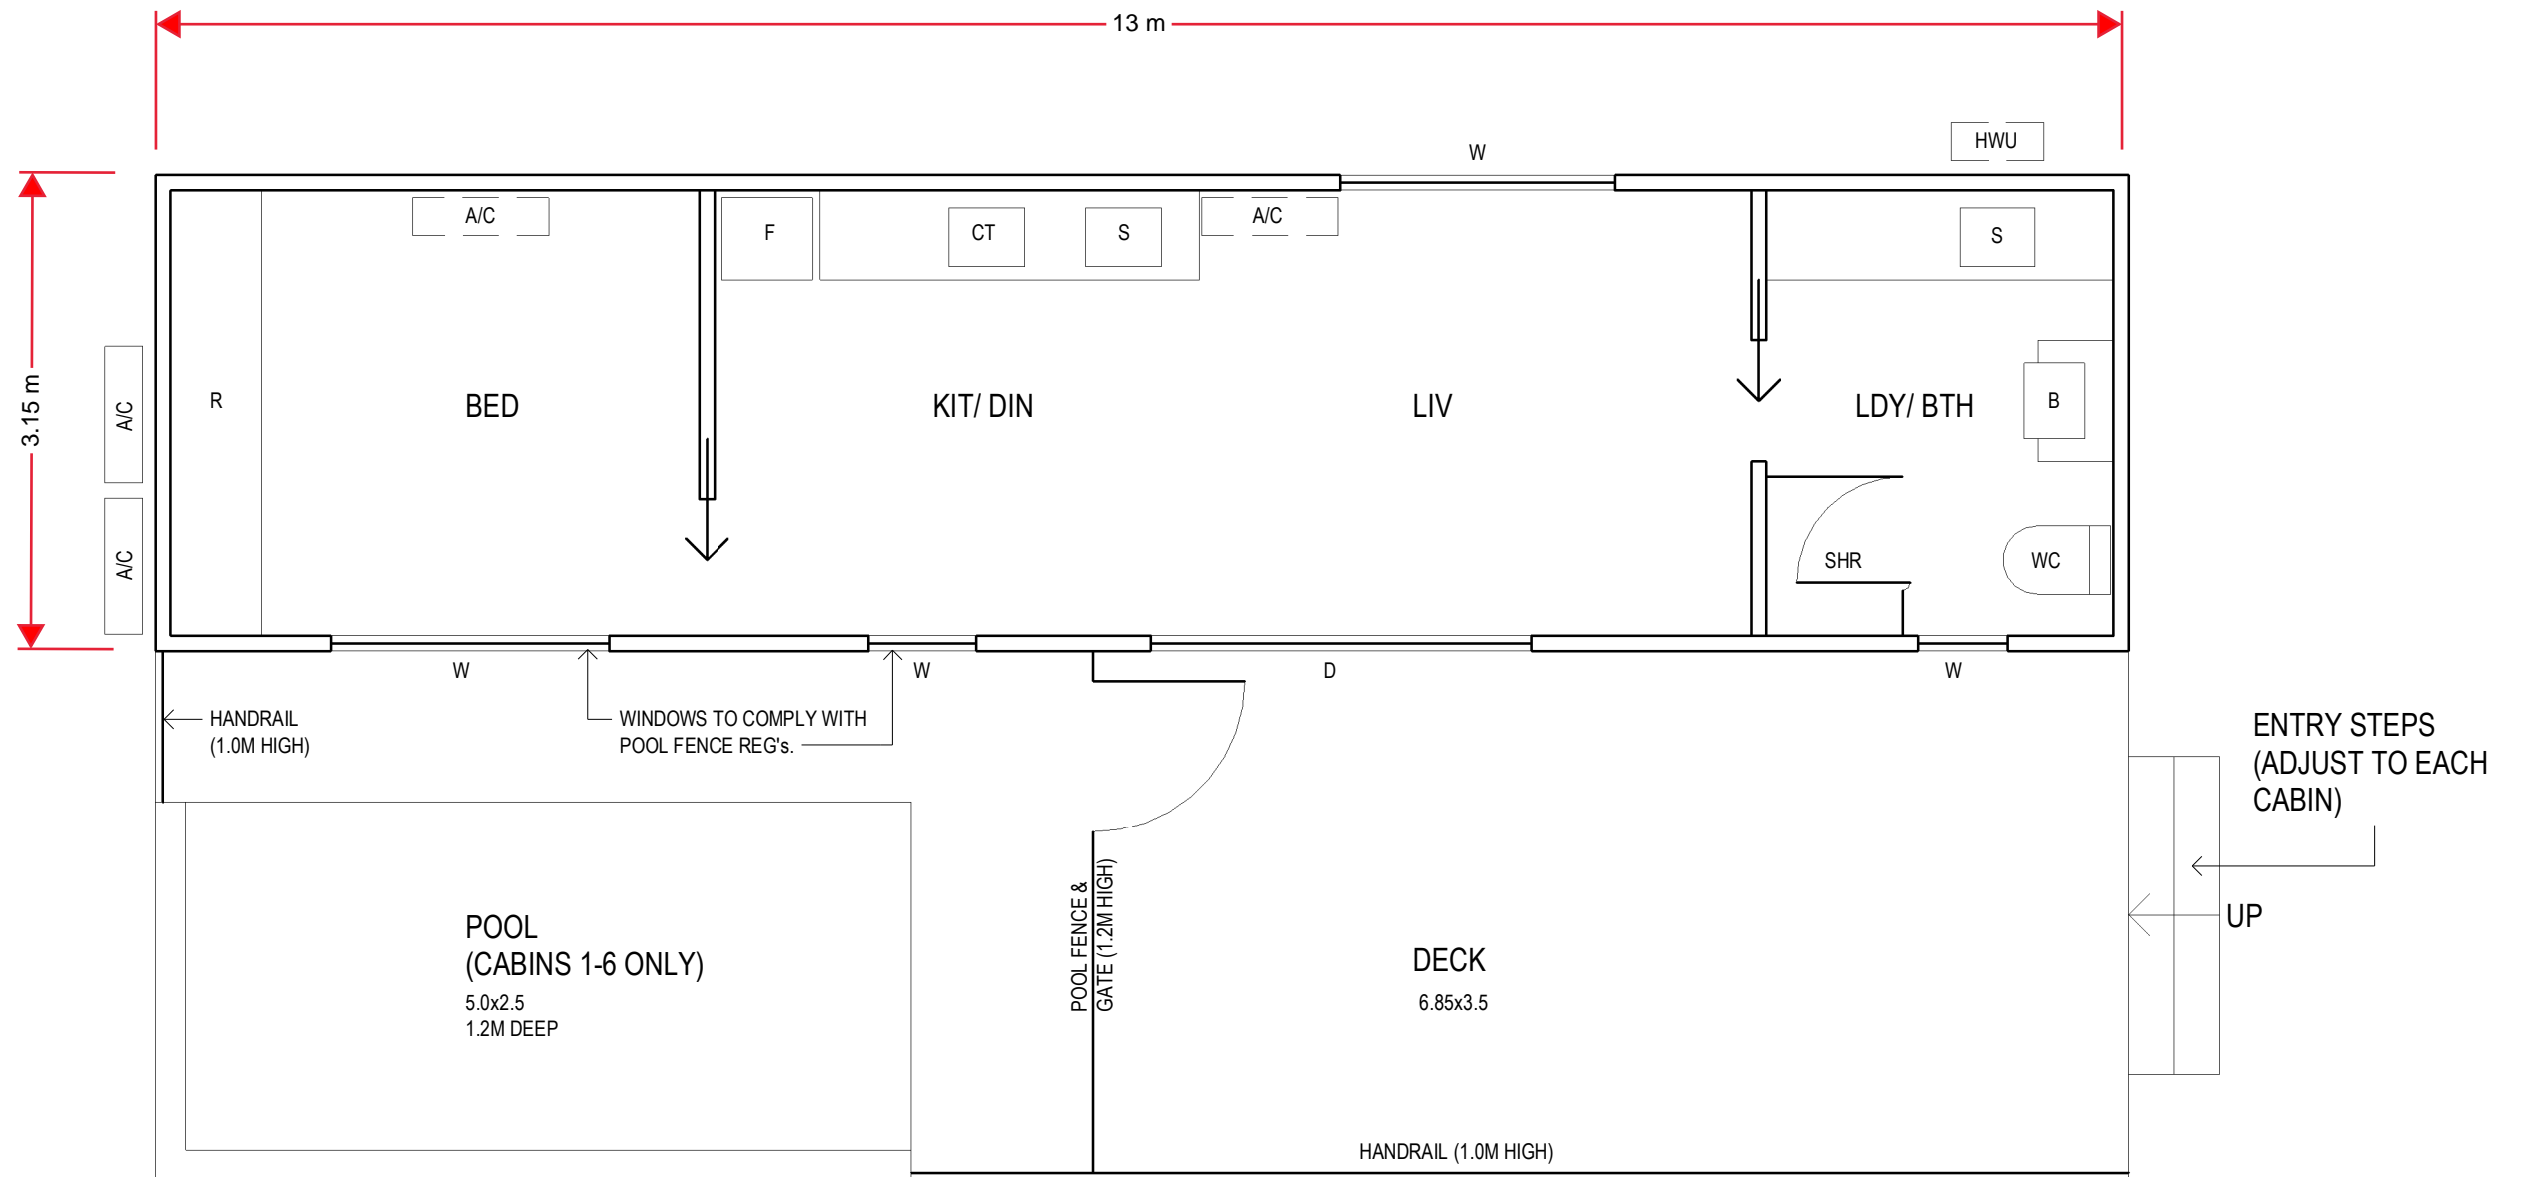 13 m
HWU
W
A/C
F
CT
S
A/C
S
3.15 m
A/C
R
BED
KIT/ DIN
LIV
LDY/ BTH
B
A/C
SHR
WC
W
W
D
W
HANDRAIL
(1.0M HIGH)
WINDOWS TO COMPLY WITH
POOL FENCE REG's.
ENTRY STEPS
(ADJUST TO EACH
CABIN)
POOL FENCE &
GATE (1.2M HIGH)
UP
POOL
(CABINS 1-6 ONLY)
5.0x2.5
1.2M DEEP
DECK
6.85x3.5
HANDRAIL (1.0M HIGH)